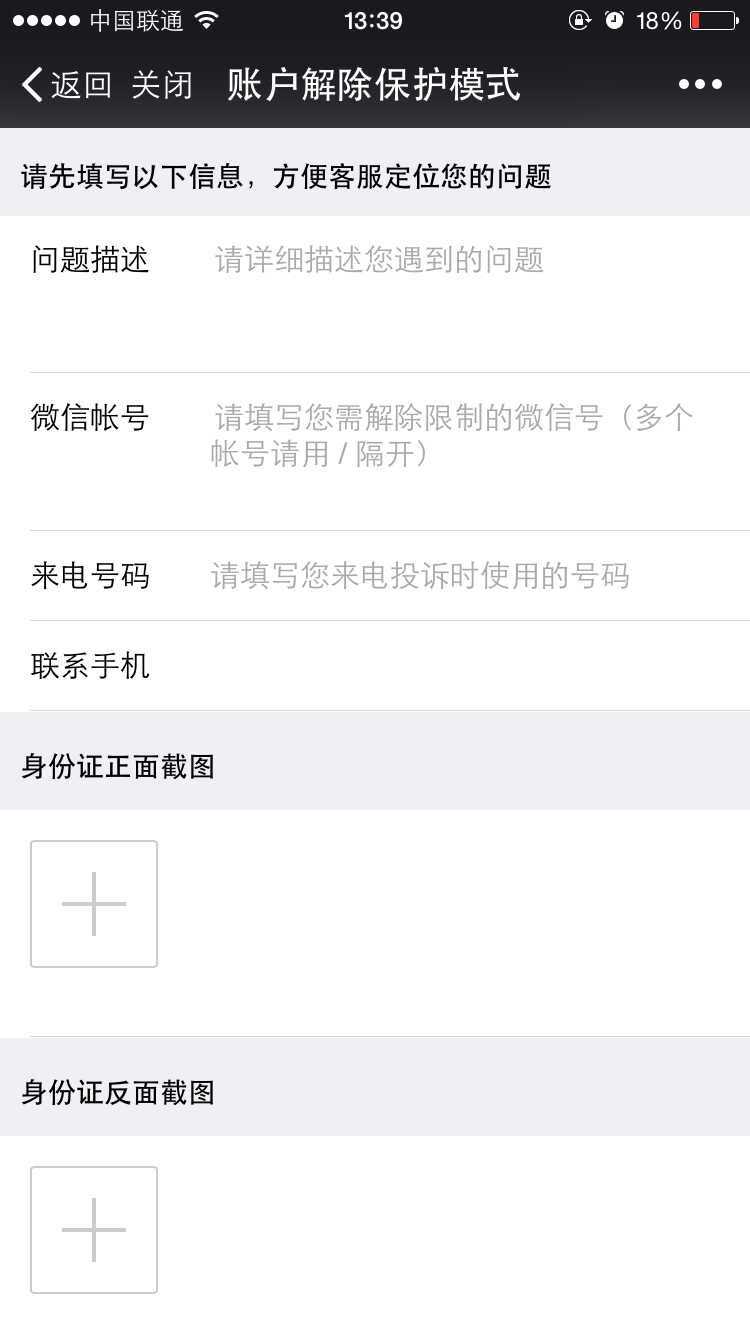 中国联通 13:39 18%
返回 关闭 账户解除保护模式
请先填写以下信息，方便客服定位您的问题
问题描述 请详细描述您遇到的问题
微信帐号 请填写您需解除限制的微信号（多个
帐号请用 / 隔开）
来电号码 请填写您来电投诉时使用的号码
联系手机
身份证正面截图
身份证反面截图